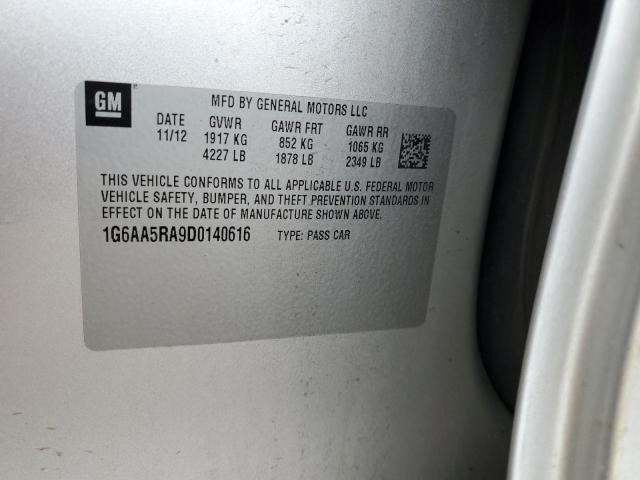 GM
MFD BY GENERAL MOTORS LLC
DATE GVWR GAWR FRT GAWR RR
11/12 1917 KG 852 KG 1065 KG
4227 LB 1878 LB 2349 LB
THIS VEHICLE CONFORMS TO ALL APPLICABLE U.S. FEDERAL MOTOR
VEHICLE SAFETY, BUMPER, AND THEFT PREVENTION STANDARDS IN
EFFECT ON THE DATE OF MANUFACTURE SHOWN ABOVE.
1G6AA5RA9D0140616 TYPE: PASS CAR